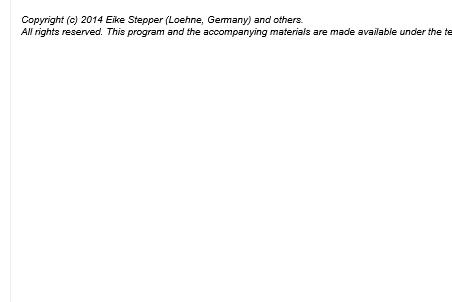 Copyright (c) 2014 Eike Stepper (Loehne, Germany) and others.
All rights reserved. This program and the accompanying materials are made available under the te